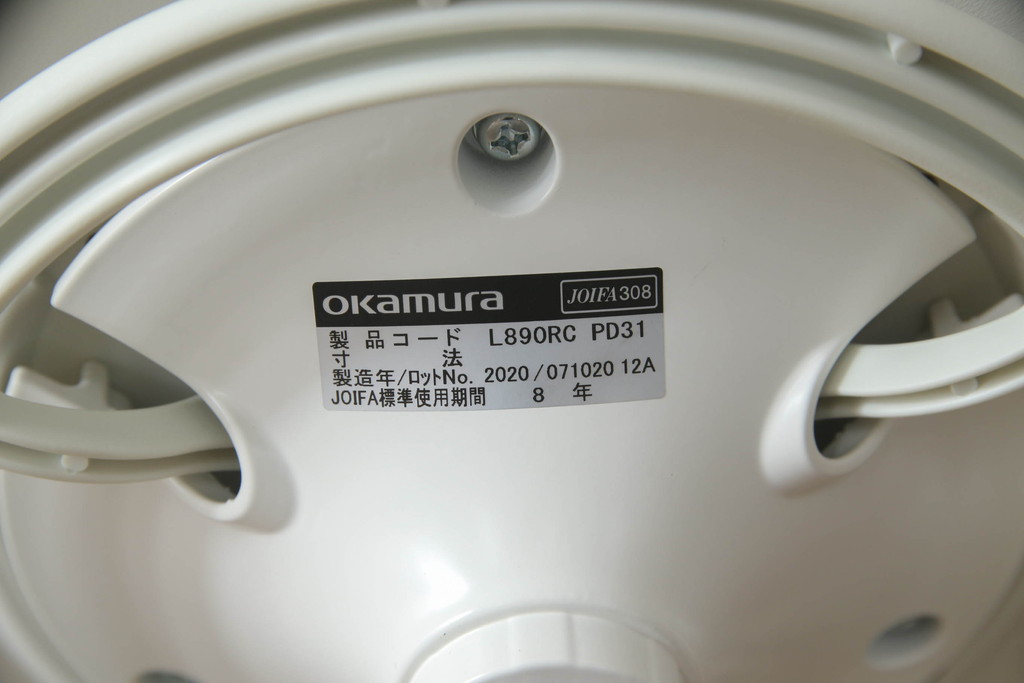 okamura JOIFA308
製品コード L890RC PD31
寸法
製造年/ロットNo. 2020/071020 12A
JOIFA標準使用期間 8 年